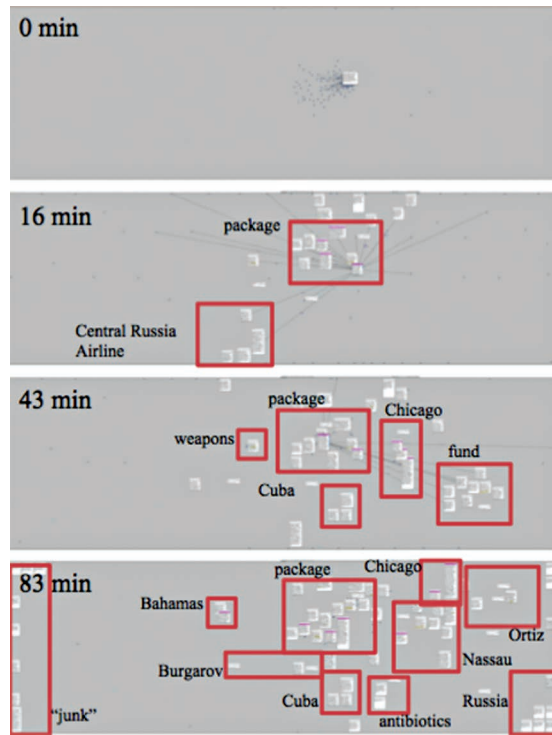 0 min
16 min
package
Central Russia
Airline
43 min
package
Chicago
weapons
fund
Cuba
83 min
package
Chicago
Bahamas
Ortiz
Burgarov
Nassau
Cuba
Russia
"junk"
antibiotics